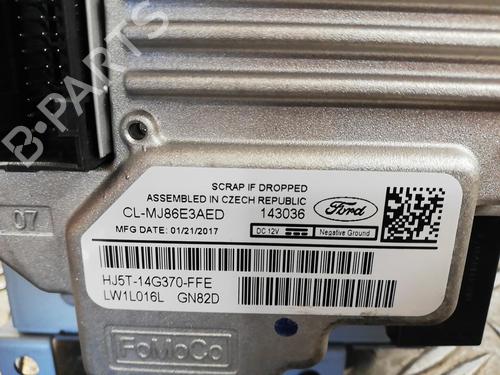 B-PARTS
07
SCRAP IF DROPPED
ASSEMBLED IN CZECH REPUBLIC
CL-MJ86E3AED 143036
Ford
MFG DATE: 01/21/2017
DC 12V Negative Ground
HJ5T-14G370-FFE
LW1L016L GN82D
FoMoCo